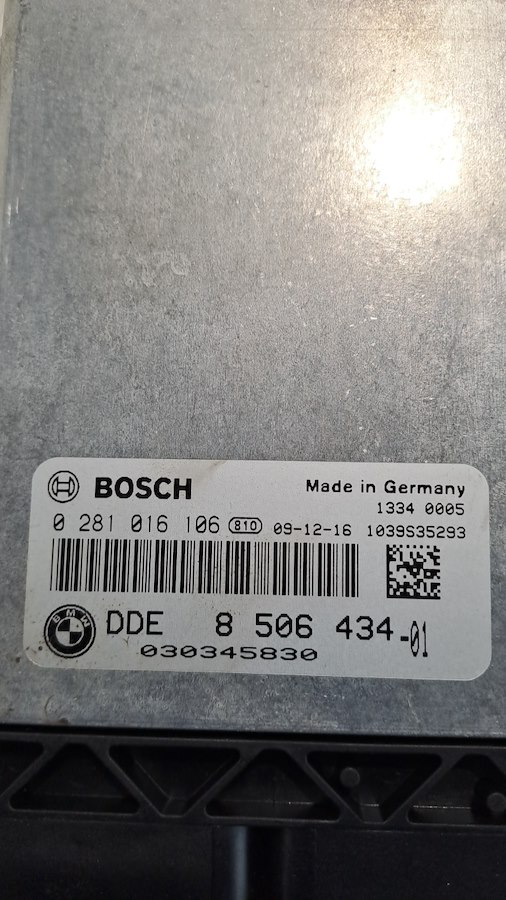 BOSCH
Made in Germany
1334 0005
0 281 016 106 810 09-12-16 1039S35293
BMW
DDE 8 506 434-01
030345830